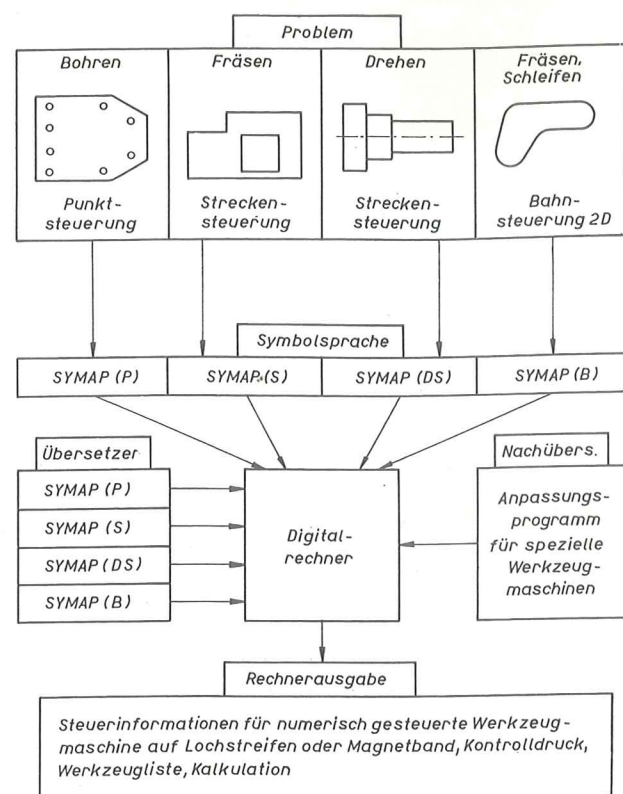 Problem
Bohren
Fräsen
Drehen
Fräsen,
Schleifen
Punkt-
steuerung
Strecken-
steuerung
Strecken-
steuerung
Bahn-
steuerung 2D
Symbolsprache
SYMAP (P)
SYMAP (S)
SYMAP (DS)
SYMAP (B)
Übersetzer
SYMAP (P)
SYMAP (S)
SYMAP (DS)
SYMAP (B)
Digital-
rechner
Nachübers.
Anpassungs-
programm
für spezielle
Werkzeug-
maschinen
Rechnerausgabe
Steuerinformationen für numerisch gesteuerte Werkzeug-
maschine auf Lochstreifen oder Magnetband, Kontrolldruck,
Werkzeugliste, Kalkulation